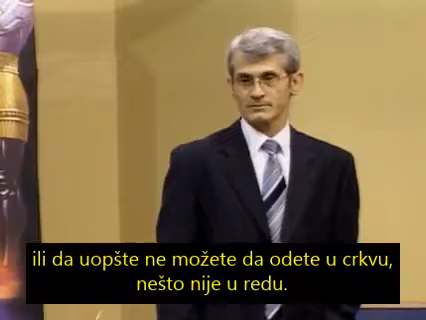 ili da uopšte ne možete da odete u crkvu,
nešto nije u redu.